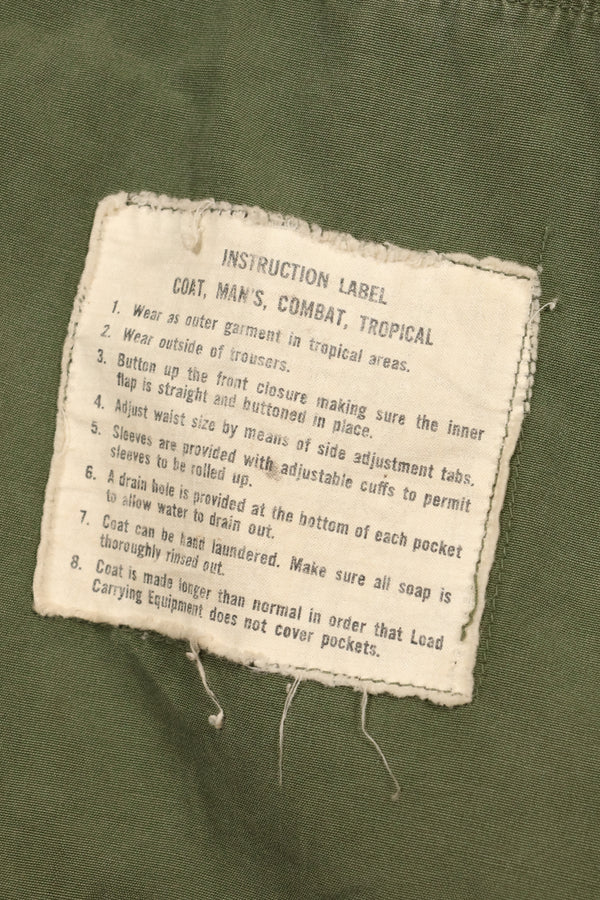 INSTRUCTION LABEL
COAT, MAN'S, COMBAT, TROPICAL
1. Wear as outer garment in tropical areas.
2. Wear outside of trousers.
3. Button up the front closure making sure the inner
flap is straight and buttoned in place.
4. Adjust waist size by means of side adjustment tabs.
5. Sleeves are provided with adjustable cuffs to permit
sleeves to be rolled up.
6. A drain hole is provided at the bottom of each pocket
to allow water to drain out.
7. Coat can be hand laundered. Make sure all soap is
thoroughly rinsed out.
8. Coat is made longer than normal in order that Load
Carrying Equipment does not cover pockets.